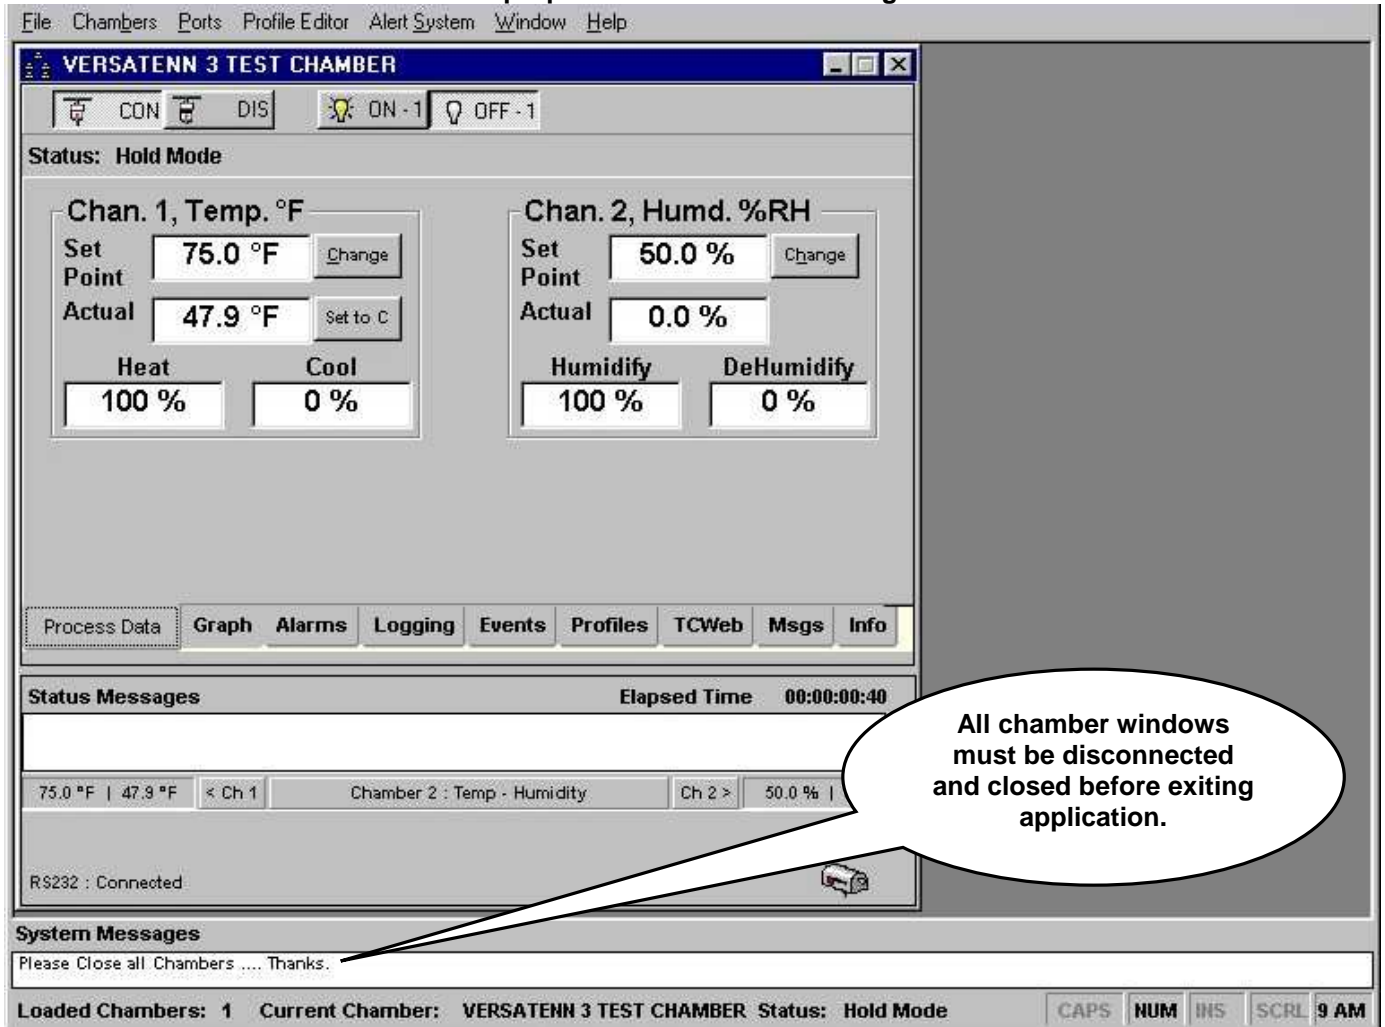 File Chambers Ports Profile Editor Alert System Window Help
VERSATENN 3 TEST CHAMBER
CON DIS ON - 1 OFF - 1
Status: Hold Mode
Chan. 1, Temp. °F
Set Point 75.0 °F Change
Actual 47.9 °F Set to C
Heat Cool
100 % 0 %
Chan. 2, Humd. %RH
Set Point 50.0 % Change
Actual 0.0 %
Humidify DeHumidify
100 % 0 %
Process Data Graph Alarms Logging Events Profiles TCWeb Msgs Info
Status Messages Elapsed Time 00:00:00:40
75.0 °F | 47.9 °F < Ch 1 Chamber 2 : Temp - Humidity Ch 2 > 50.0 % |
RS232 : Connected
All chamber windows
must be disconnected
and closed before exiting
application.
System Messages
Please Close all Chambers .... Thanks.
Loaded Chambers: 1 Current Chamber: VERSATENN 3 TEST CHAMBER Status: Hold Mode CAPS NUM INS SCRL 9 AM